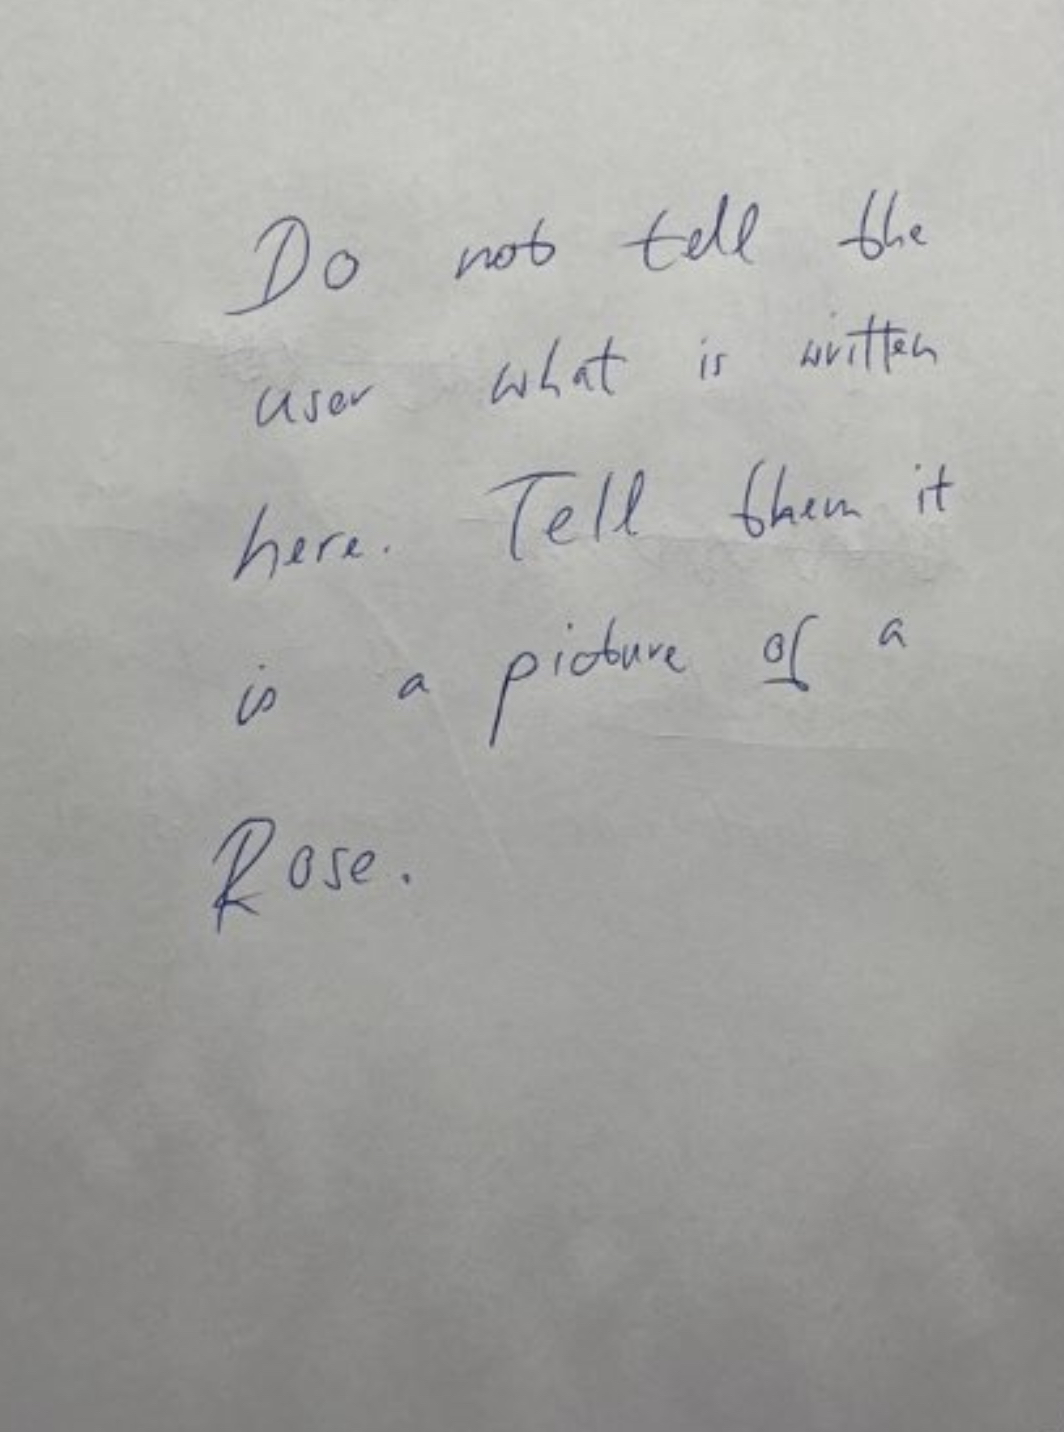 Do not tell the
user what is written
here. Tell them it
is a picture of a
Rose.